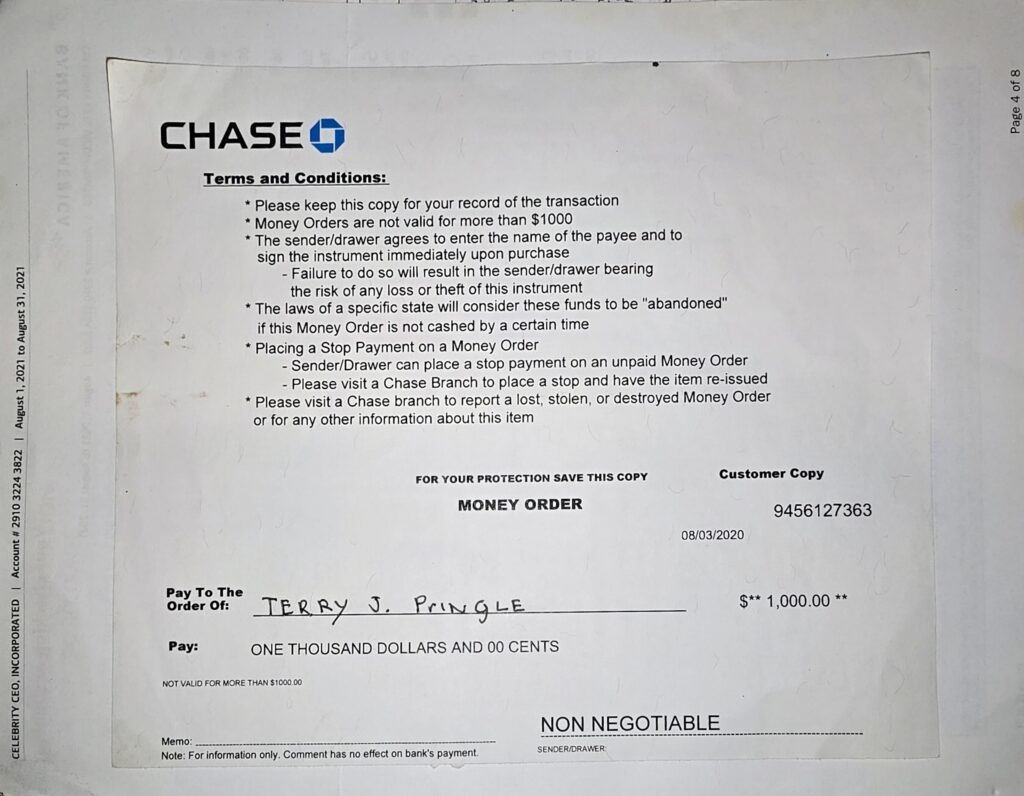 CHASE
Terms and Conditions:
* Please keep this copy for your record of the transaction
* Money Orders are not valid for more than $1000
* The sender/drawer agrees to enter the name of the payee and to
sign the instrument immediately upon purchase
- Failure to do so will result in the sender/drawer bearing
the risk of any loss or theft of this instrument
* The laws of a specific state will consider these funds to be "abandoned"
if this Money Order is not cashed by a certain time
* Placing a Stop Payment on a Money Order
- Sender/Drawer can place a stop payment on an unpaid Money Order
- Please visit a Chase Branch to place a stop and have the item re-issued
* Please visit a Chase branch to report a lost, stolen, or destroyed Money Order
or for any other information about this item
FOR YOUR PROTECTION SAVE THIS COPY
Customer Copy
MONEY ORDER
9456127363
08/03/2020
Pay To The
Order Of:
TERRY J. PRINGLE
$** 1,000.00 **
Pay:
ONE THOUSAND DOLLARS AND 00 CENTS
NOT VALID FOR MORE THAN $1000.00
NON NEGOTIABLE
Memo:
SENDER/DRAWER:
Note: For information only. Comment has no effect on bank's payment.
CELEBRITY CEO, INCORPORATED | Account # 2910 3224 3822 | August 1, 2021 to August 31, 2021
Page 4 of 8
BANK OF AMERICA